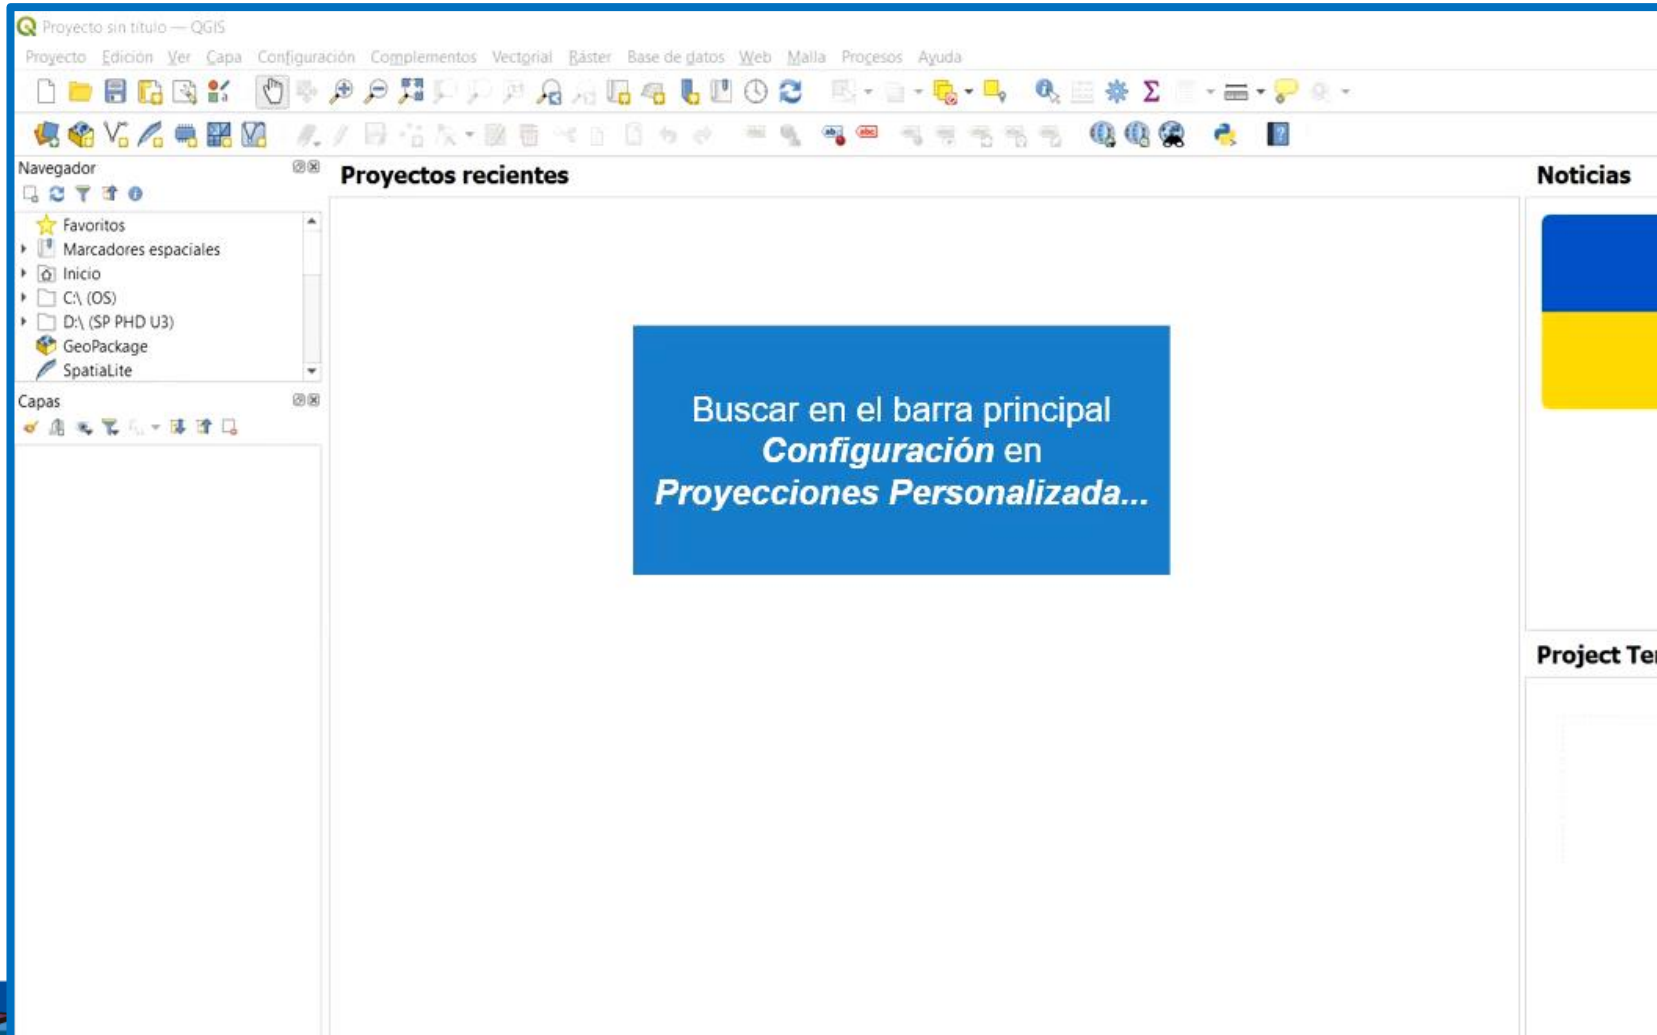 Proyecto sin título — QGIS
Proyecto Edición Ver Capa Configuración Complementos Vectorial Ráster Base de datos Web Malla Procesos Ayuda
Navegador
Proyectos recientes
Noticias
Favoritos
Marcadores espaciales
Inicio
C:\ (OS)
D:\ (SP PHD U3)
GeoPackage
SpatiaLite
Capas
Buscar en el barra principal
Configuración en
Proyecciones Personalizada...
Project Te